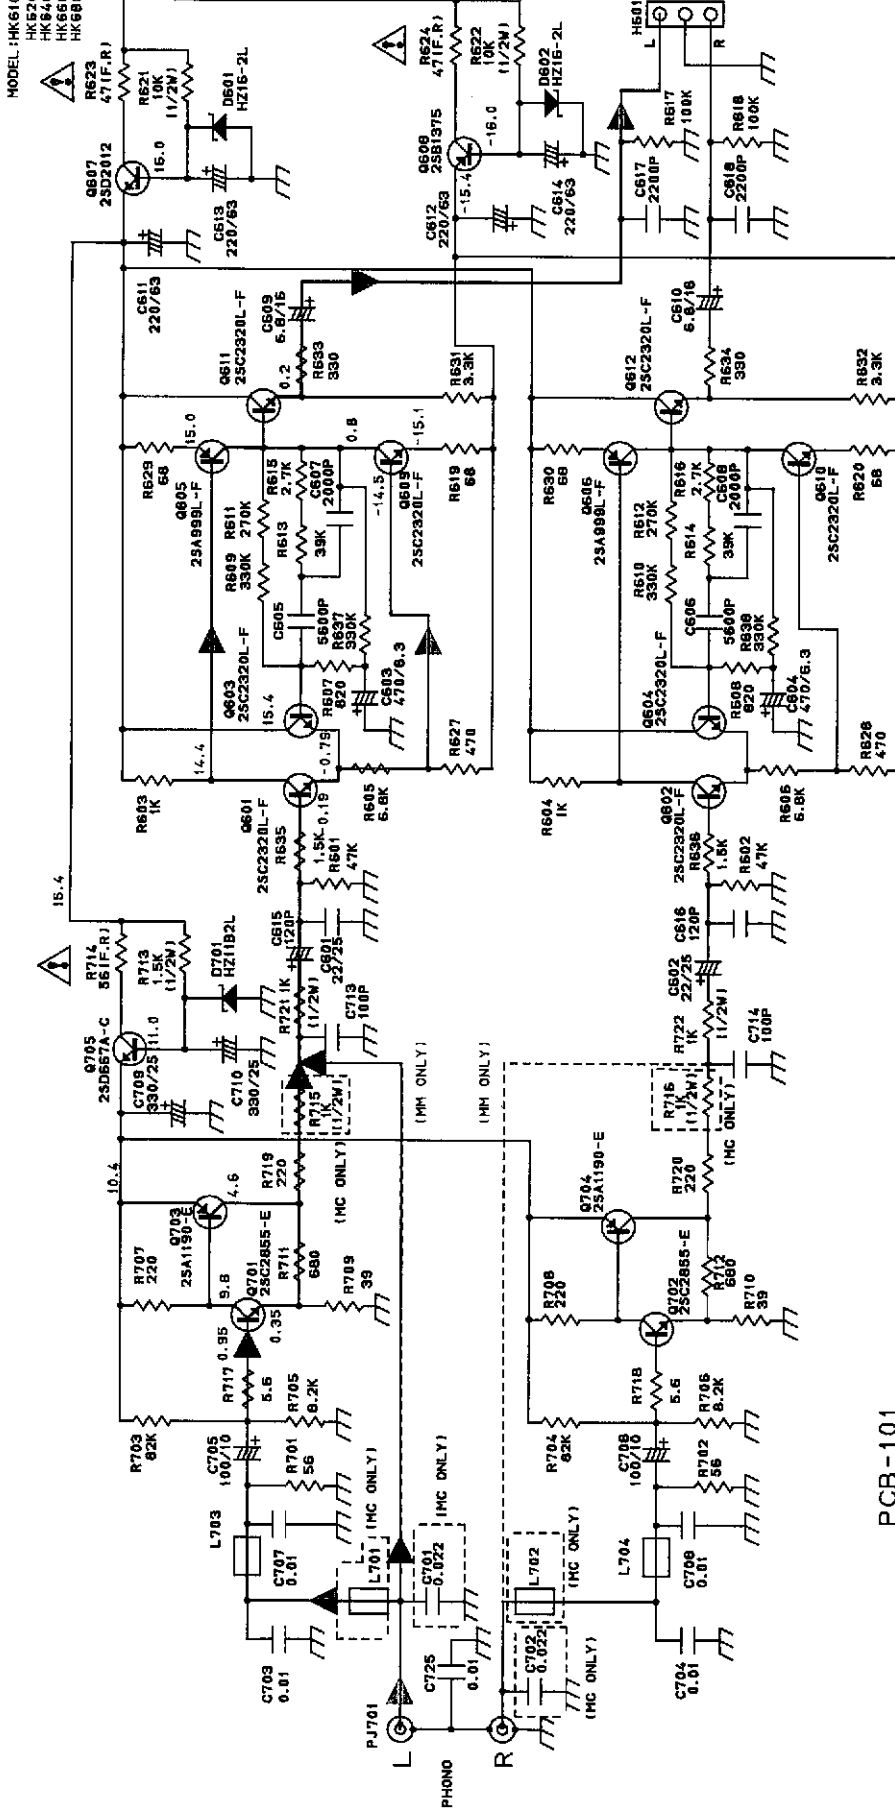 MODEL :HK610
R623
47(F.R)
R621
10K
(1/2W)
D601
HZ16-2L
Q607
2SD2012
16.0
C613
220/63
C611
220/63
R624
47(F.R)
R622
10K
(1/2W)
D602
HZ16-2L
Q608
2SB1375
-16.0
-15.4
C612
220/63
C614
220/63
H601
L
R
R617
100K
R618
100K
C617
2200P
C618
2200P
C609
6.8/16
C610
6.8/16
Q611
2SC2320L-F
0.2
R633
330
R631
3.3K
R629
68
15.0
Q605
2SA999L-F
R611
270K
R609
330K
R615
2.7K
R613
39K
C607
2000P
0.8
-15.1
-14.5
Q609
2SC2320L-F
R619
68
C605
5600P
R637
330K
Q603
2SC2320L-F
15.4
R607
820
C603
470/6.3
R627
470
14.4
-0.79
R603
1K
R605
6.8K
Q601
2SC2320L-F
-0.19
R635
1.5K
R601
47K
Q612
2SC2320L-F
R634
330
R632
3.3K
R630
68
Q606
2SA999L-F
R612
270K
R610
330K
R616
2.7K
R614
39K
C608
2000P
Q610
2SC2320L-F
R620
68
C606
5600P
R638
330K
Q604
2SC2320L-F
R608
820
C604
470/6.3
R628
470
R604
1K
R606
6.8K
Q602
2SC2320L-F
R636
1.5K
R602
47K
15.4
R714
56(F.R)
R713
1.5K
(1/2W)
D701
HZ11B2L
Q705
2SD667A-C
11.0
C709
330/25
C710
330/25
C615
120P
C601
22/25
R721 1K
(1/2W)
C713
100P
R715
1K
(1/2W)
(MC ONLY)
(MM ONLY)
(MM ONLY)
C616
120P
C602
22/25
R722
1K
(1/2W)
C714
100P
R716
1K
(1/2W)
(MC ONLY)
10.4
4.6
Q703
2SA1190-E
R719
220
R707
220
9.8
Q701
2SC2855-E
R711
680
R709
39
0.95
0.35
R717
5.6
R703
82K
R705
8.2K
C705
100/10
R701
56
L703
C707
0.01
C703
0.01
L701
(MC ONLY)
C701
0.022
(MC ONLY)
Q704
2SA1190-E
R720
220
R708
220
Q702
2SC2855-E
R712
680
R710
39
R718
5.6
R704
82K
R706
8.2K
C706
100/10
R702
56
L704
C708
0.01
C704
0.01
L702
(MC ONLY)
C702
0.022
(MC ONLY)
C725
0.01
PJ701
L
R
PHONO
PCB-101